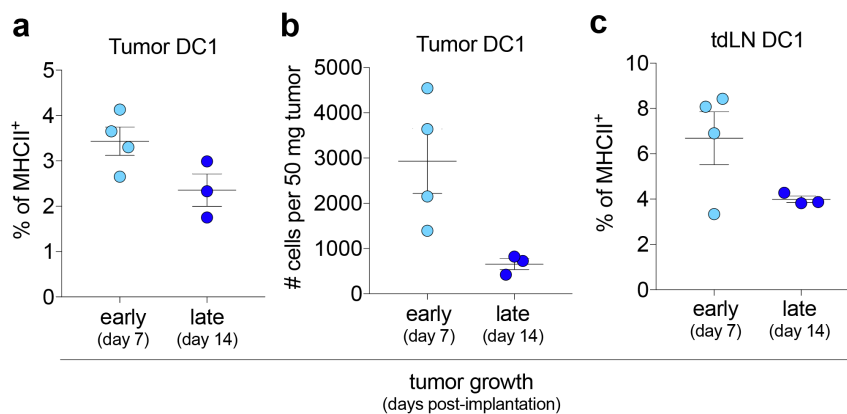 a
Tumor DC1
% of MHCII⁺
5
4
3
2
1
0
early
(day 7)
late
(day 14)
b
Tumor DC1
# cells per 50 mg tumor
5000
4000
3000
2000
1000
0
early
(day 7)
late
(day 14)
c
tdLN DC1
% of MHCII⁺
10
8
6
4
2
0
early
(day 7)
late
(day 14)
tumor growth
(days post-implantation)